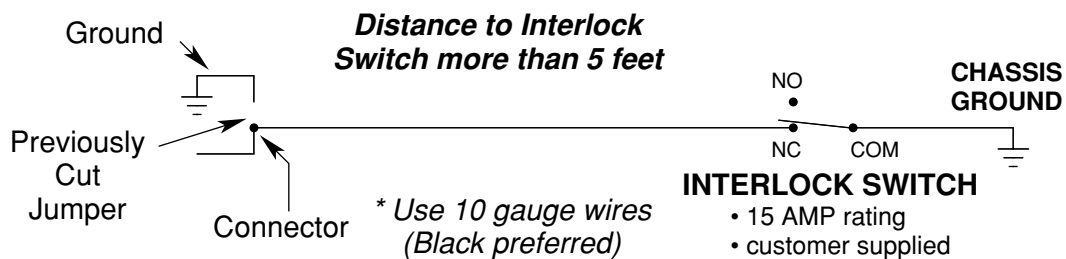 Ground
Distance to Interlock
Switch more than 5 feet
NO
CHASSIS
GROUND
Previously
Cut
Jumper
Connector
NC
COM
* Use 10 gauge wires
(Black preferred)
INTERLOCK SWITCH
• 15 AMP rating
• customer supplied